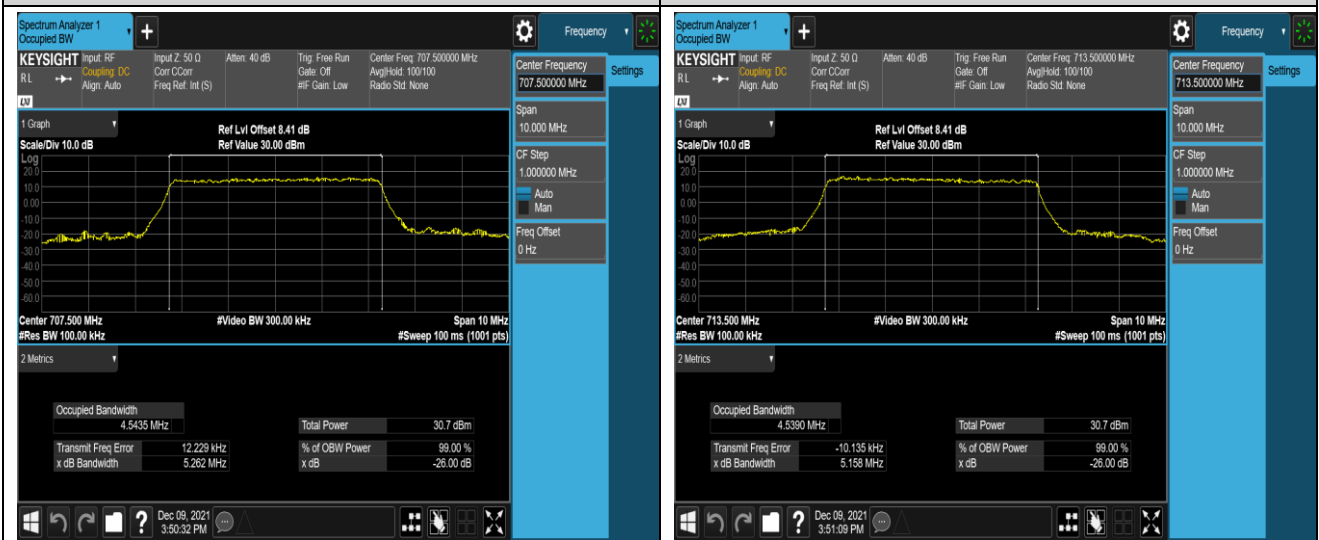 Spectrum Analyzer 1
Occupied BW
+
Frequency
KEYSIGHT
RL
LXI
Input: RF
Coupling: DC
Align: Auto
Input Z: 50 Ω
Corr CCorr
Freq Ref: Int (S)
Atten: 40 dB
Trig: Free Run
Gate: Off
#IF Gain: Low
Center Freq: 707.500000 MHz
Avg|Hold: 100/100
Radio Std: None
Center Frequency
707.500000 MHz
Settings
Span
10.000 MHz
CF Step
1.000000 MHz
Auto
Man
Freq Offset
0 Hz
1 Graph
Scale/Div 10.0 dB
Ref Lvl Offset 8.41 dB
Ref Value 30.00 dBm
Log
20.0
10.0
0.00
-10.0
-20.0
-30.0
-40.0
-50.0
-60.0
Center 707.500 MHz
#Res BW 100.00 kHz
#Video BW 300.00 kHz
Span 10 MHz
#Sweep 100 ms (1001 pts)
2 Metrics
Occupied Bandwidth
4.5435 MHz
Total Power 30.7 dBm
Transmit Freq Error 12.229 kHz
% of OBW Power 99.00 %
x dB Bandwidth 5.262 MHz
x dB -26.00 dB
?
Dec 09, 2021
3:50:32 PM
Spectrum Analyzer 1
Occupied BW
+
Frequency
KEYSIGHT
RL
LXI
Input: RF
Coupling: DC
Align: Auto
Input Z: 50 Ω
Corr CCorr
Freq Ref: Int (S)
Atten: 40 dB
Trig: Free Run
Gate: Off
#IF Gain: Low
Center Freq: 713.500000 MHz
Avg|Hold: 100/100
Radio Std: None
Center Frequency
713.500000 MHz
Settings
Span
10.000 MHz
CF Step
1.000000 MHz
Auto
Man
Freq Offset
0 Hz
1 Graph
Scale/Div 10.0 dB
Ref Lvl Offset 8.41 dB
Ref Value 30.00 dBm
Log
20.0
10.0
0.00
-10.0
-20.0
-30.0
-40.0
-50.0
-60.0
Center 713.500 MHz
#Res BW 100.00 kHz
#Video BW 300.00 kHz
Span 10 MHz
#Sweep 100 ms (1001 pts)
2 Metrics
Occupied Bandwidth
4.5390 MHz
Total Power 30.7 dBm
Transmit Freq Error -10.135 kHz
% of OBW Power 99.00 %
x dB Bandwidth 5.158 MHz
x dB -26.00 dB
?
Dec 09, 2021
3:51:09 PM